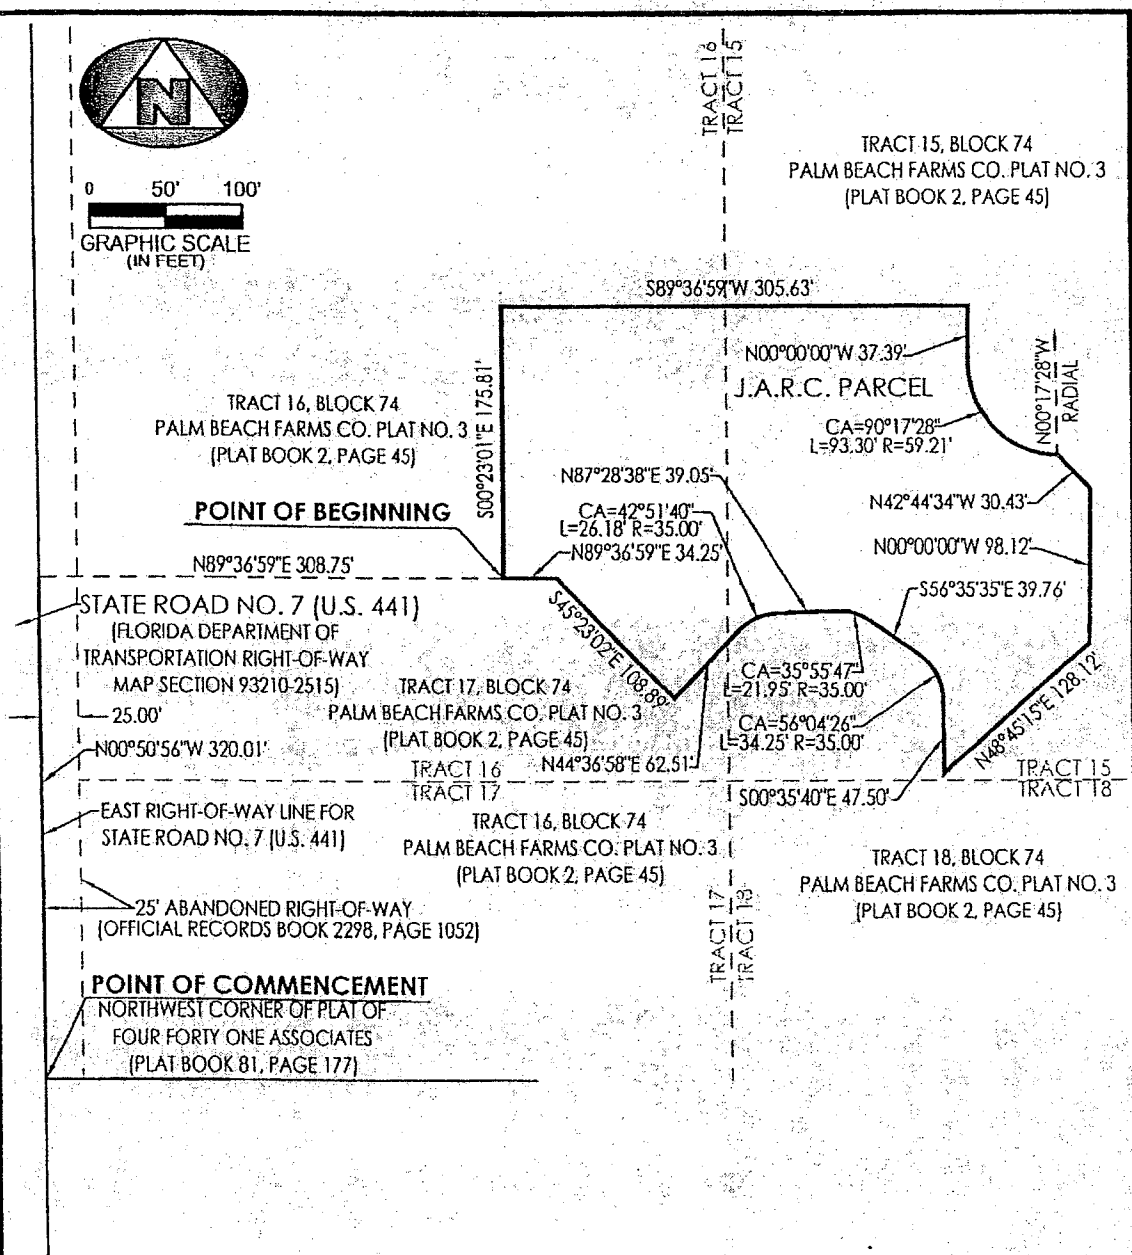 N
0 50' 100'
GRAPHIC SCALE
(IN FEET)
TRACT 16
TRACT 15
TRACT 15, BLOCK 74
PALM BEACH FARMS CO. PLAT NO. 3
(PLAT BOOK 2, PAGE 45)
S89°36'59"W 305.63'
N00°00'00"W 37.39'
J.A.R.C. PARCEL
N00°17'28"W
RADIAL
CA=90°17'28"
L=93.30' R=59.21'
S00°23'01"E 175.81'
TRACT 16, BLOCK 74
PALM BEACH FARMS CO. PLAT NO. 3
(PLAT BOOK 2, PAGE 45)
N87°28'38"E 39.05'
N42°44'34"W 30.43'
POINT OF BEGINNING
CA=42°51'40"
L=26.18' R=35.00'
N89°36'59"E 34.25'
N00°00'00"W 98.12'
N89°36'59"E 308.75'
S56°35'35"E 39.76'
STATE ROAD NO. 7 (U.S. 441)
(FLORIDA DEPARTMENT OF
TRANSPORTATION RIGHT-OF-WAY
MAP SECTION 93210-2515)
S45°23'02"E 108.89'
CA=35°55'47"
L=21.95' R=35.00'
TRACT 17, BLOCK 74
PALM BEACH FARMS CO. PLAT NO. 3
(PLAT BOOK 2, PAGE 45)
25.00'
CA=56°04'26"
L=34.25' R=35.00'
N48°45'15"E 128.12'
N00°50'56"W 320.01'
N44°36'58"E 62.51'
TRACT 16
TRACT 17
TRACT 15
TRACT 18
S00°35'40"E 47.50'
EAST RIGHT-OF-WAY LINE FOR
STATE ROAD NO. 7 (U.S. 441)
TRACT 16, BLOCK 74
PALM BEACH FARMS CO. PLAT NO. 3
(PLAT BOOK 2, PAGE 45)
TRACT 18, BLOCK 74
PALM BEACH FARMS CO. PLAT NO. 3
(PLAT BOOK 2, PAGE 45)
25' ABANDONED RIGHT-OF-WAY
(OFFICIAL RECORDS BOOK 2298, PAGE 1052)
TRACT 17
TRACT 18
POINT OF COMMENCEMENT
NORTHWEST CORNER OF PLAT OF
FOUR FORTY ONE ASSOCIATES
(PLAT BOOK 81, PAGE 177)